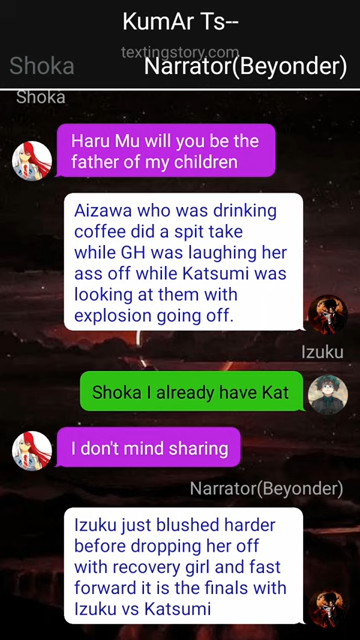 KumAr Ts--
textingstory.com
Shoka
Narrator(Beyonder)
Shoka
Haru Mu will you be the
father of my children
Aizawa who was drinking
coffee did a spit take
while GH was laughing her
ass off while Katsumi was
looking at them with
explosion going off.
Izuku
Shoka I already have Kat
I don't mind sharing
Narrator(Beyonder)
Izuku just blushed harder
before dropping her off
with recovery girl and fast
forward it is the finals with
Izuku vs Katsumi